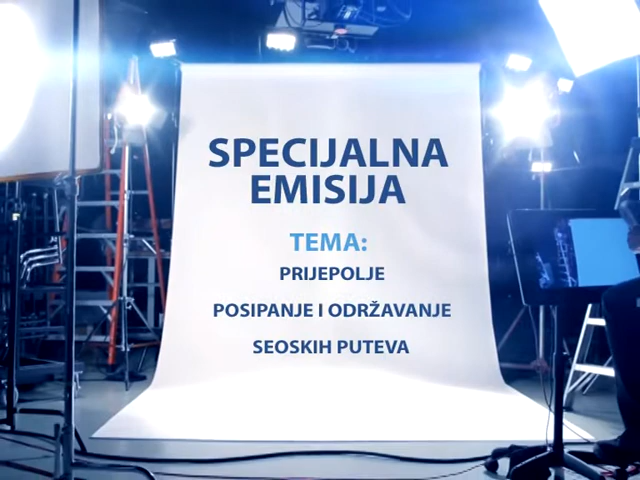 SPECIJALNA
EMISIJA
TEMA:
PRIJEPOLJE
POSIPANJE I ODRŽAVANJE
SEOSKIH PUTEVA